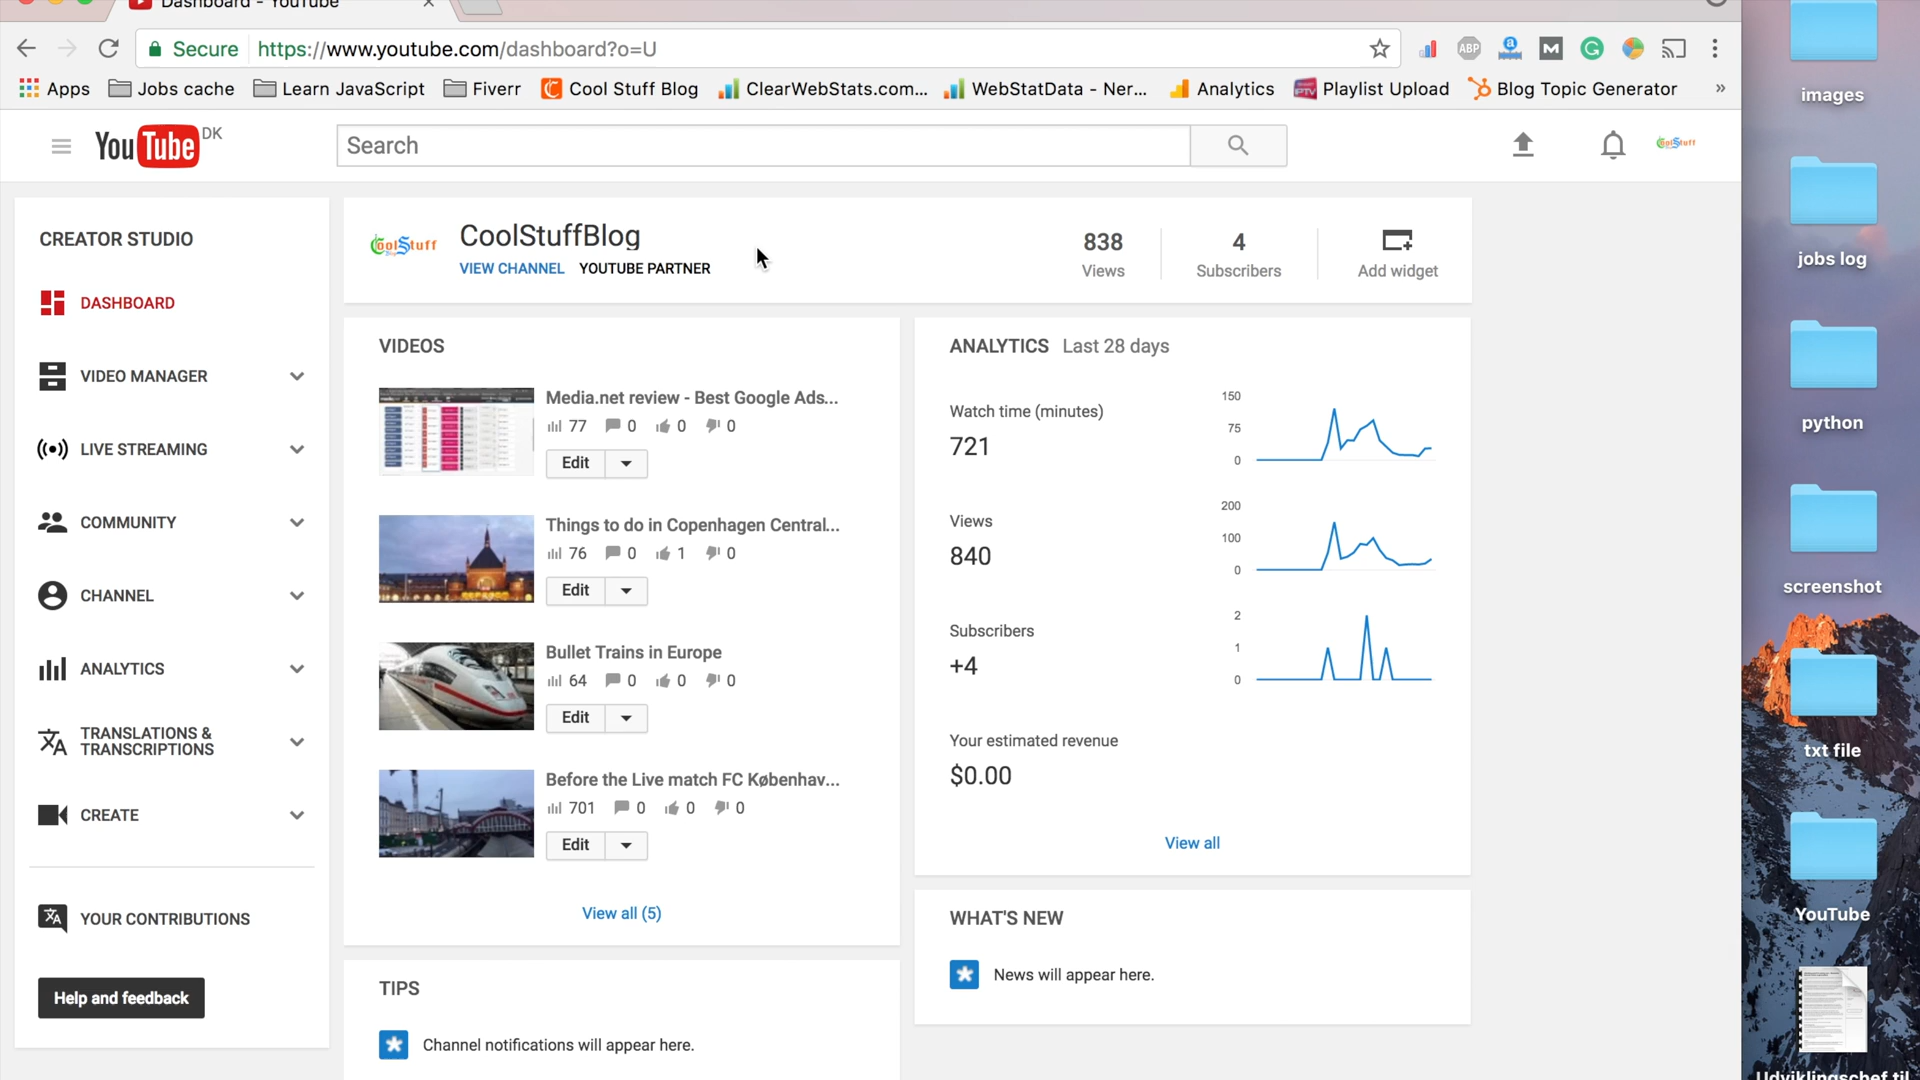 Dashboard - YouTube
Secure https://www.youtube.com/dashboard?o=U
ABP a M G
Apps Jobs cache Learn JavaScript Fiverr Cool Stuff Blog ClearWebStats.com... WebStatData - Ner... Analytics Playlist Upload Blog Topic Generator »
YouTube DK
Search
CoolStuff
CREATOR STUDIO
DASHBOARD
VIDEO MANAGER
LIVE STREAMING
COMMUNITY
CHANNEL
ANALYTICS
TRANSLATIONS &
TRANSCRIPTIONS
CREATE
YOUR CONTRIBUTIONS
Help and feedback
CoolStuff
CoolStuffBlog
VIEW CHANNEL YOUTUBE PARTNER
838
Views
4
Subscribers
Add widget
VIDEOS
Media.net review - Best Google Ads...
77 0 0 0
Edit
Things to do in Copenhagen Central...
76 0 1 0
Edit
Bullet Trains in Europe
64 0 0 0
Edit
Before the Live match FC Københav...
701 0 0 0
Edit
View all (5)
TIPS
Channel notifications will appear here.
ANALYTICS Last 28 days
Watch time (minutes)
721
150
75
0
Views
840
200
100
0
Subscribers
+4
2
1
0
Your estimated revenue
$0.00
View all
WHAT'S NEW
News will appear here.
images
jobs log
python
screenshot
txt file
YouTube
Udviklingschef til